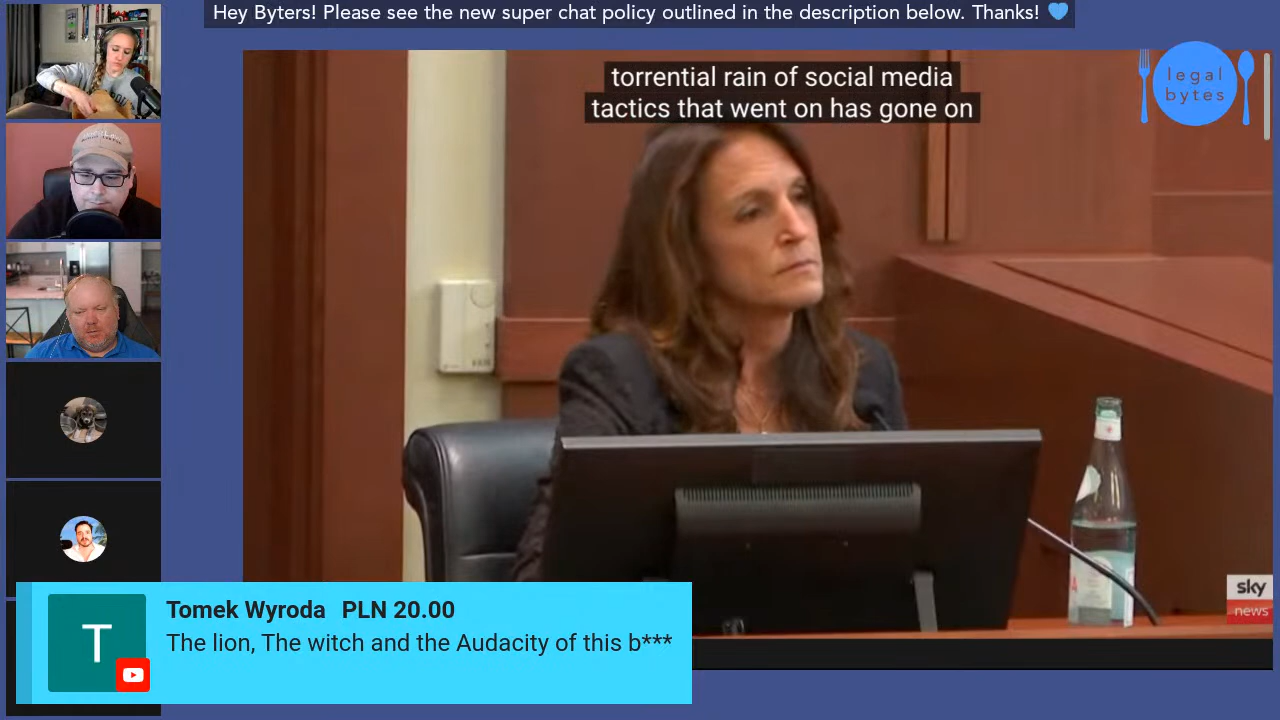 Hey Byters! Please see the new super chat policy outlined in the description below. Thanks! 💙
legal
bytes
torrential rain of social media
tactics that went on has gone on
sky
news
T
Tomek Wyroda PLN 20.00
The lion, The witch and the Audacity of this b***